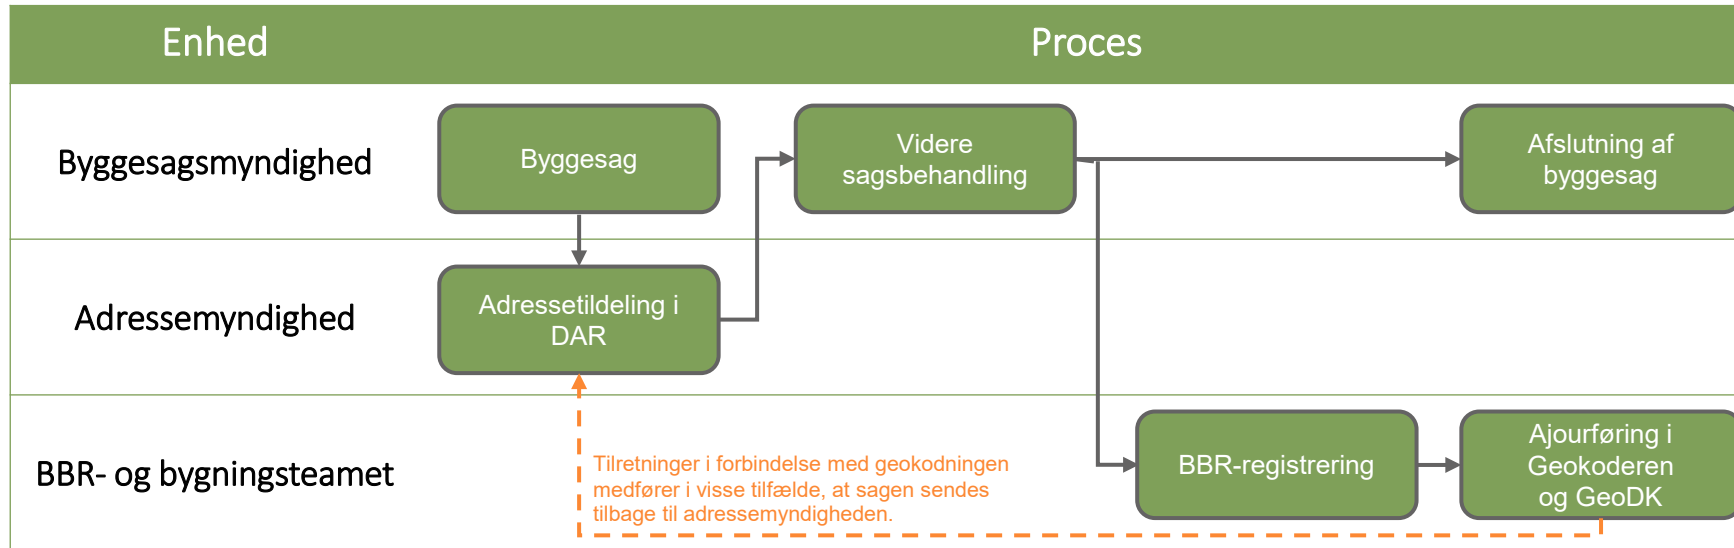 Enhed
Proces
Byggesagsmyndighed
Byggesag
Videre
sagsbehandling
Afslutning af
byggesag
Adressemyndighed
Adressetildeling i
DAR
BBR- og bygningsteamet
Tilretninger i forbindelse med geokodningen
medfører i visse tilfælde, at sagen sendes
tilbage til adressemyndigheden.
BBR-registrering
Ajourføring i
Geokoderen
og GeoDK